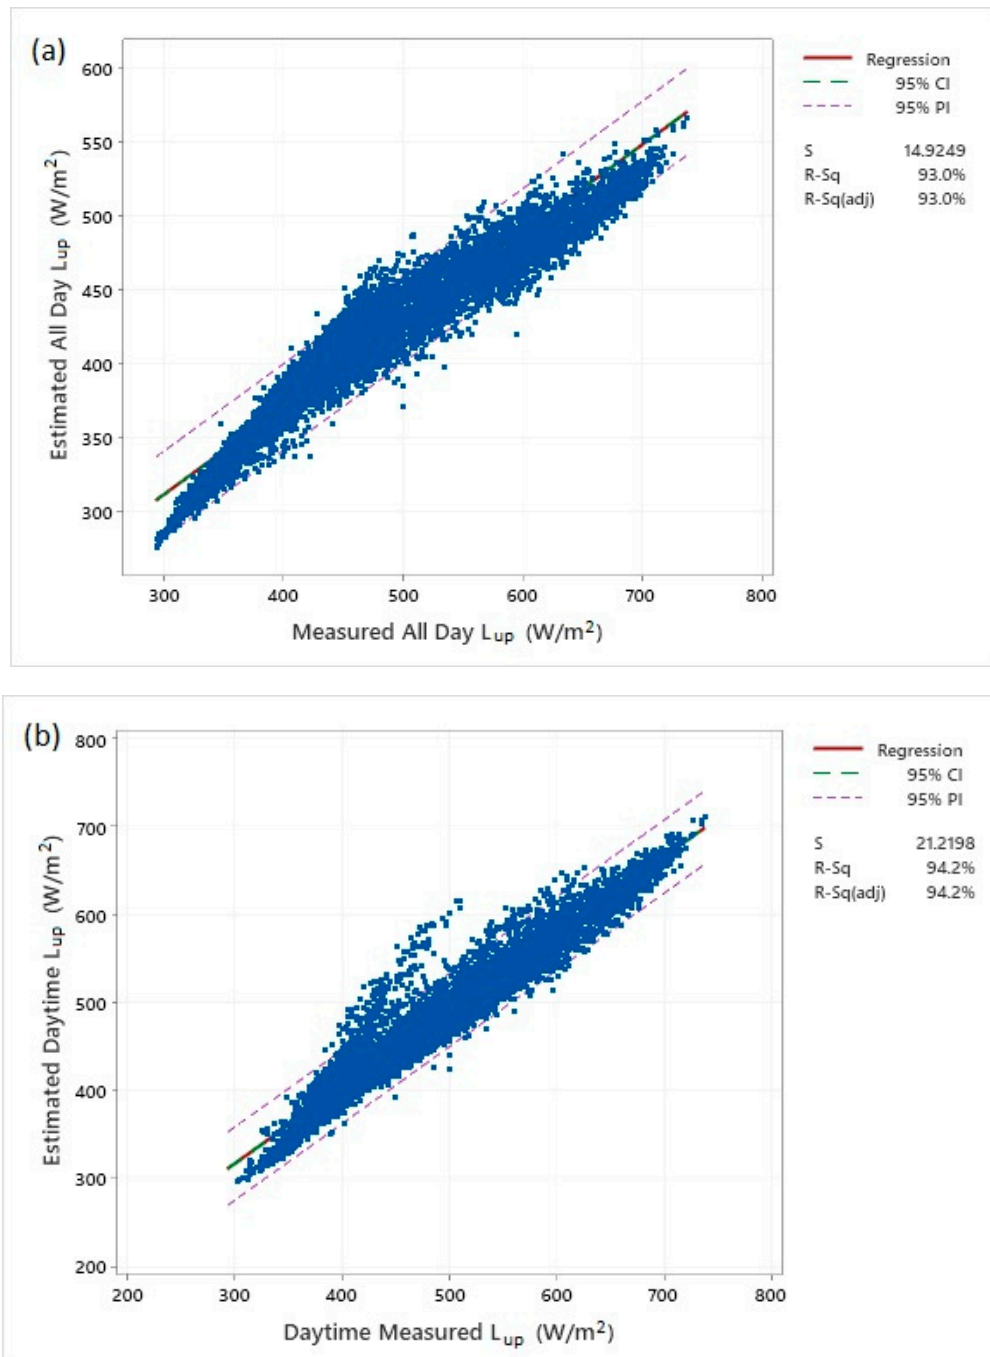 (a)
Estimated All Day Lup (W/m²)
600
550
500
450
400
350
300
300 400 500 600 700 800
Measured All Day Lup (W/m²)
Regression
95% CI
95% PI
S 14.9249
R-Sq 93.0%
R-Sq(adj) 93.0%
(b)
Estimated Daytime Lup (W/m²)
800
700
600
500
400
300
200
200 300 400 500 600 700 800
Daytime Measured Lup (W/m²)
Regression
95% CI
95% PI
S 21.2198
R-Sq 94.2%
R-Sq(adj) 94.2%